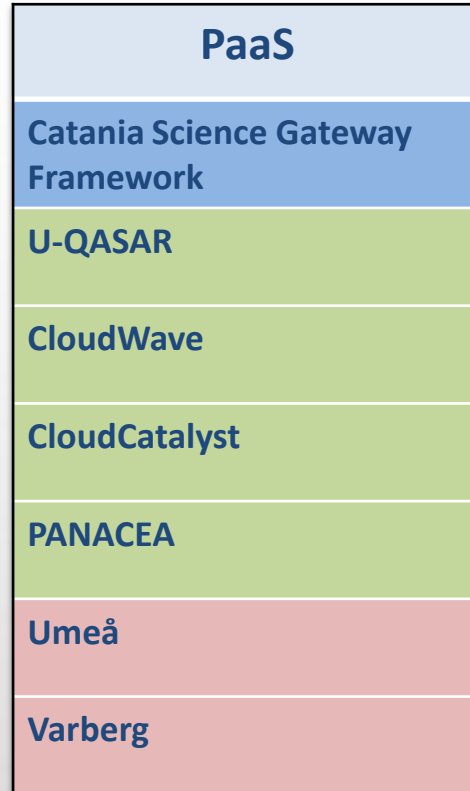 PaaS
Catania Science Gateway
Framework
U-QASAR
CloudWave
CloudCatalyst
PANACEA
Umeå
Varberg